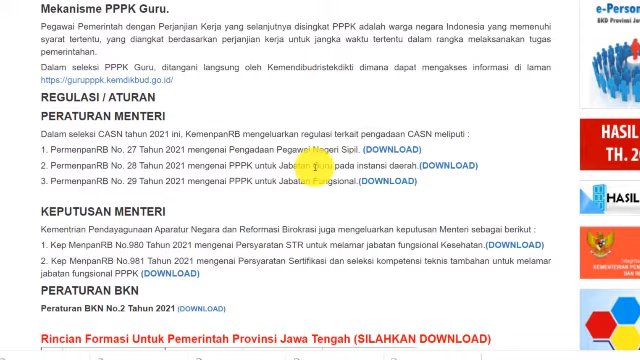 Mekanisme PPPK Guru.
Pegawai Pemerintah dengan Perjanjian Kerja yang selanjutnya disingkat PPPK adalah warga negara Indonesia yang memenuhi
syarat tertentu, yang diangkat berdasarkan perjanjian kerja untuk jangka waktu tertentu dalam rangka melaksanakan tugas
pemerintahan.
Dalam seleksi PPPK Guru, ditangani langsung oleh Kemendibudristekdikti dimana dapat mengakses informasi di laman
https://gurupppk.kemdikbud.go.id/
REGULASI / ATURAN
PERATURAN MENTERI
Dalam seleksi CASN tahun 2021 ini, KemenpanRB mengeluarkan regulasi terkait pengadaan CASN meliputi :
1. PermenpanRB No. 27 Tahun 2021 mengenai Pengadaan Pegawai Negeri Sipil. (DOWNLOAD)
2. PermenpanRB No. 28 Tahun 2021 mengenai PPPK untuk Jabatan pada instansi daerah.(DOWNLOAD)
3. PermenpanRB No. 29 Tahun 2021 mengenai PPPK untuk Jabatan Fungsional.(DOWNLOAD)
KEPUTUSAN MENTERI
Kementrian Pendayagunaan Aparatur Negara dan Reformasi Birokrasi juga mengeluarkan keputusan Menteri sebagai berikut :
1. Kep MenpanRB No.980 Tahun 2021 mengenai Persyaratan STR untuk melamar jabatan fungsional Kesehatan.(DOWNLOAD)
2. Kep MenpanRB No.981 Tahun 2021 mengenai Persyaratan Sertifikasi dan seleksi kompetensi teknis tambahan untuk melamar
jabatan fungsional PPPK (DOWNLOAD)
PERATURAN BKN
Peraturan BKN No.2 Tahun 2021 (DOWNLOAD)
Rincian Formasi Untuk Pemerintah Provinsi Jawa Tengah (SILAHKAN DOWNLOAD)
e-Person
BKD Provinsi J
HASIL
TH. 20
HASIL
KEMENTERIAN